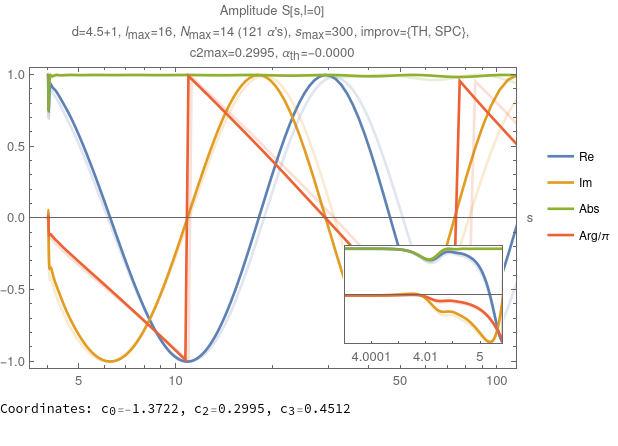 Amplitude S[s,l=0]
d=4.5+1, lmax=16, Nmax=14 (121 α's), smax=300, improv={TH, SPC},
c2max=0.2995, αth=-0.0000
1.0
0.5
0.0
-0.5
-1.0
5
10
50
100
s
4.0001
4.01
5
Re
Im
Abs
Arg/π
Coordinates: c0=-1.3722, c2=0.2995, c3=0.4512